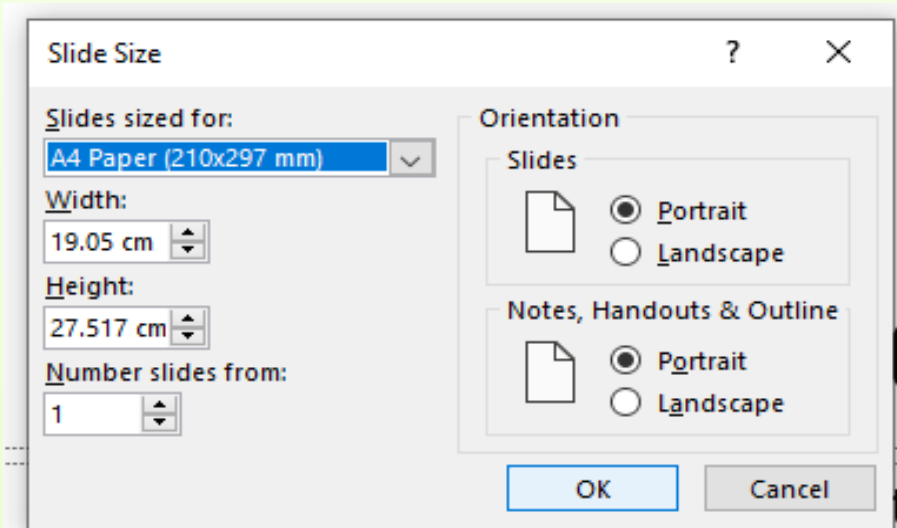 Slide Size
?
Slides sized for:
A4 Paper (210x297 mm)
Width:
19.05 cm
Height:
27.517 cm
Number slides from:
1
Orientation
Slides
Portrait
Landscape
Notes, Handouts & Outline
Portrait
Landscape
OK
Cancel